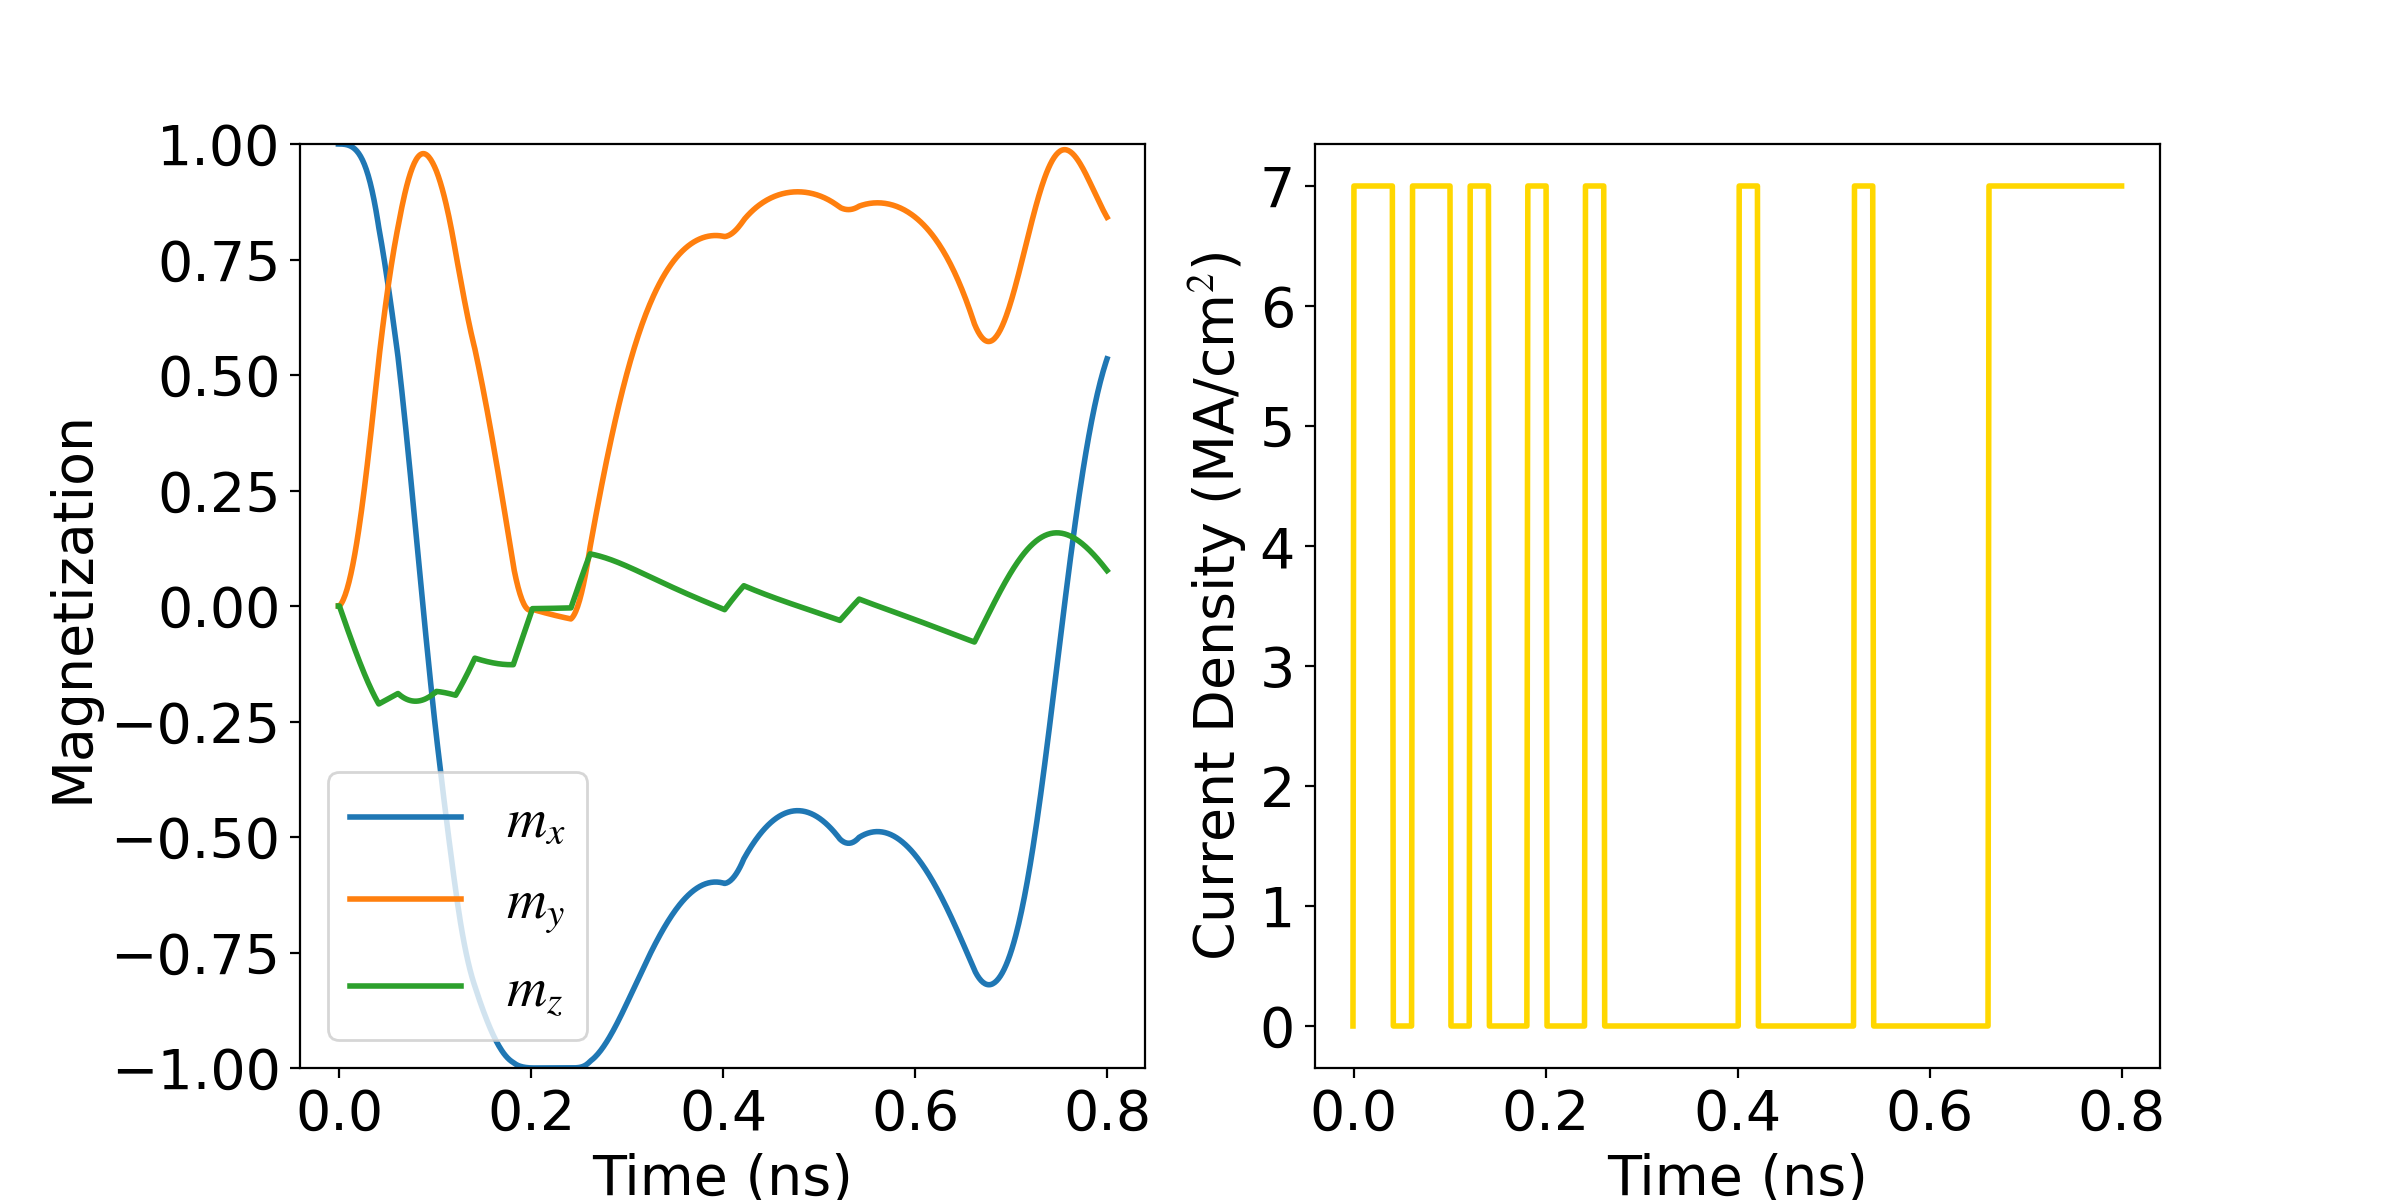 1.00
0.75
0.50
0.25
0.00
−0.25
−0.50
−0.75
−1.00
Magnetization
m_x
m_y
m_z
0.0 0.2 0.4 0.6 0.8
Time (ns)
7
6
5
4
3
2
1
0
Current Density (MA/cm²)
0.0 0.2 0.4 0.6 0.8
Time (ns)